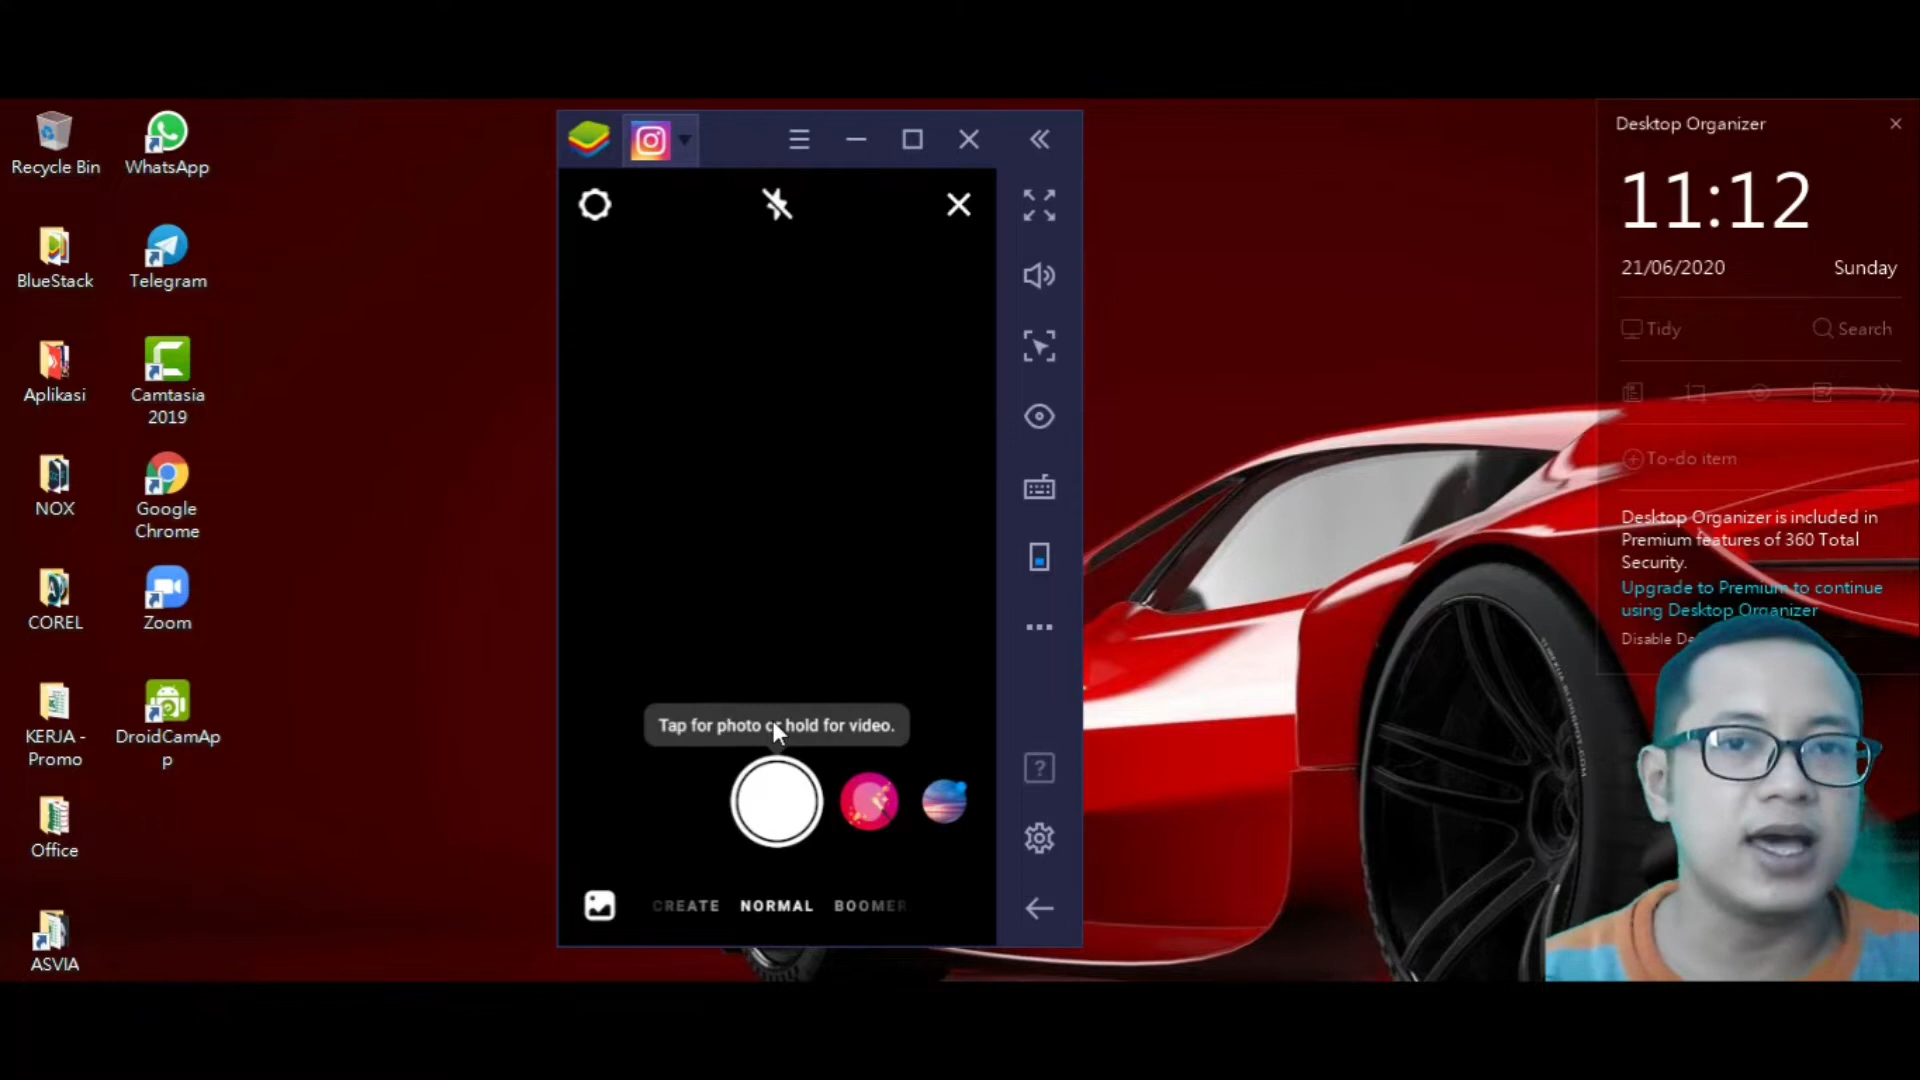 Recycle Bin
WhatsApp
BlueStack
Telegram
Aplikasi
Camtasia
2019
NOX
Google
Chrome
COREL
Zoom
KERJA -
Promo
DroidCamAp
p
Office
ASVIA
Tap for photo or hold for video.
CREATE
NORMAL
BOOMER
Desktop Organizer
11:12
21/06/2020
Sunday
Tidy
Search
To-do item
Desktop Organizer is included in
Premium features of 360 Total
Security.
Upgrade to Premium to continue
using Desktop Organizer
Disable De